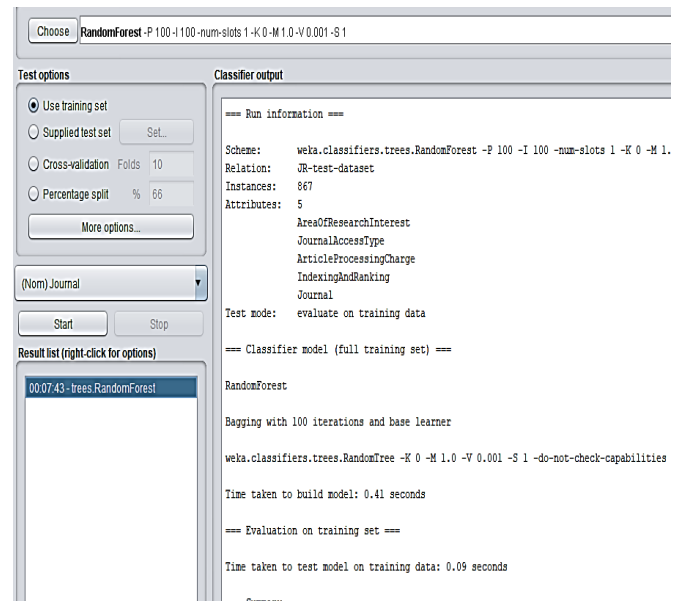 Choose RandomForest -P 100 -I 100 -num-slots 1 -K 0 -M 1.0 -V 0.001 -S 1
Test options
Use training set
Supplied test set Set...
Cross-validation Folds 10
Percentage split % 66
More options...
(Nom) Journal
Start Stop
Result list (right-click for options)
00:07:43 - trees.RandomForest
Classifier output
=== Run information ===
Scheme: weka.classifiers.trees.RandomForest -P 100 -I 100 -num-slots 1 -K 0 -M 1.
Relation: JR-test-dataset
Instances: 867
Attributes: 5
AreaOfResearchInterest
JournalAccessType
ArticleProcessingCharge
IndexingAndRanking
Journal
Test mode: evaluate on training data
=== Classifier model (full training set) ===
RandomForest
Bagging with 100 iterations and base learner
weka.classifiers.trees.RandomTree -K 0 -M 1.0 -V 0.001 -S 1 -do-not-check-capabilities
Time taken to build model: 0.41 seconds
=== Evaluation on training set ===
Time taken to test model on training data: 0.09 seconds